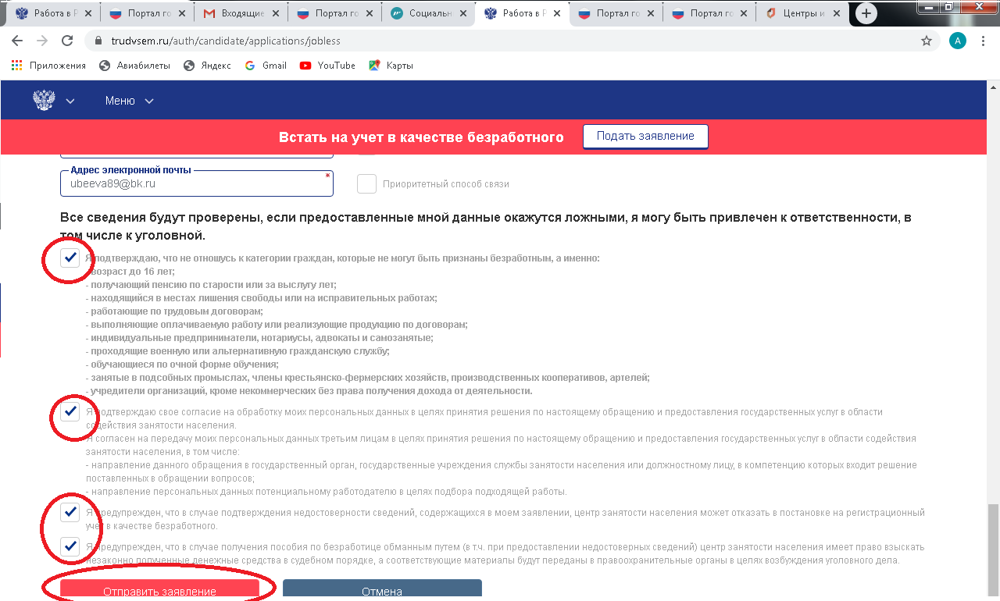 Работа в Р
Портал го
Входящие
Портал го
Социальн
Работа в Р
Портал го
Портал го
Центры и
trudvsem.ru/auth/candidate/applications/jobless
А
Приложения
Авиабилеты
Яндекс
Gmail
YouTube
Карты
Меню
Встать на учет в качестве безработного
Подать заявление
Адрес электронной почты
*
ubeeva89@bk.ru
Приоритетный способ связи
Все сведения будут проверены, если предоставленные мной данные окажутся ложными, я могу быть привлечен к ответственности, в
том числе к уголовной.
Я подтверждаю, что не отношусь к категории граждан, которые не могут быть признаны безработным, а именно:
- возраст до 16 лет;
- получающий пенсию по старости или за выслугу лет;
- находящийся в местах лишения свободы или на исправительных работах;
- работающие по трудовым договорам;
- выполняющие оплачиваемую работу или реализующие продукцию по договорам;
- индивидуальные предприниматели, нотариусы, адвокаты и самозанятые;
- проходящие военную или альтернативную гражданскую службу;
- обучающиеся по очной форме обучения;
- занятые в подсобных промыслах, члены крестьянско-фермерских хозяйств, производственных кооперативов, артелей;
- учредители организаций, кроме некоммерческих без права получения дохода от деятельности.
Я подтверждаю свое согласие на обработку моих персональных данных в целях принятия решения по настоящему обращению и предоставления государственных услуг в области
содействия занятости населения.
Я согласен на передачу моих персональных данных третьим лицам в целях принятия решения по настоящему обращению и предоставления государственных услуг в области содействия
занятости населения, в том числе:
- направление данного обращения в государственный орган, государственные учреждения службы занятости населения или должностному лицу, в компетенцию которых входит решение
поставленных в обращении вопросов;
- направление персональных данных потенциальному работодателю в целях подбора подходящей работы.
Я предупрежден, что в случае подтверждения недостоверности сведений, содержащихся в моем заявлении, центр занятости населения может отказать в постановке на регистрационный
учет в качестве безработного.
Я предупрежден, что в случае получения пособия по безработице обманным путем (в т.ч. при предоставлении недостоверных сведений) центр занятости населения имеет право взыскать
незаконно полученные денежные средства в судебном порядке, а соответствующие материалы будут переданы в правоохранительные органы в целях возбуждения уголовного дела.
Отправить заявление
Отмена